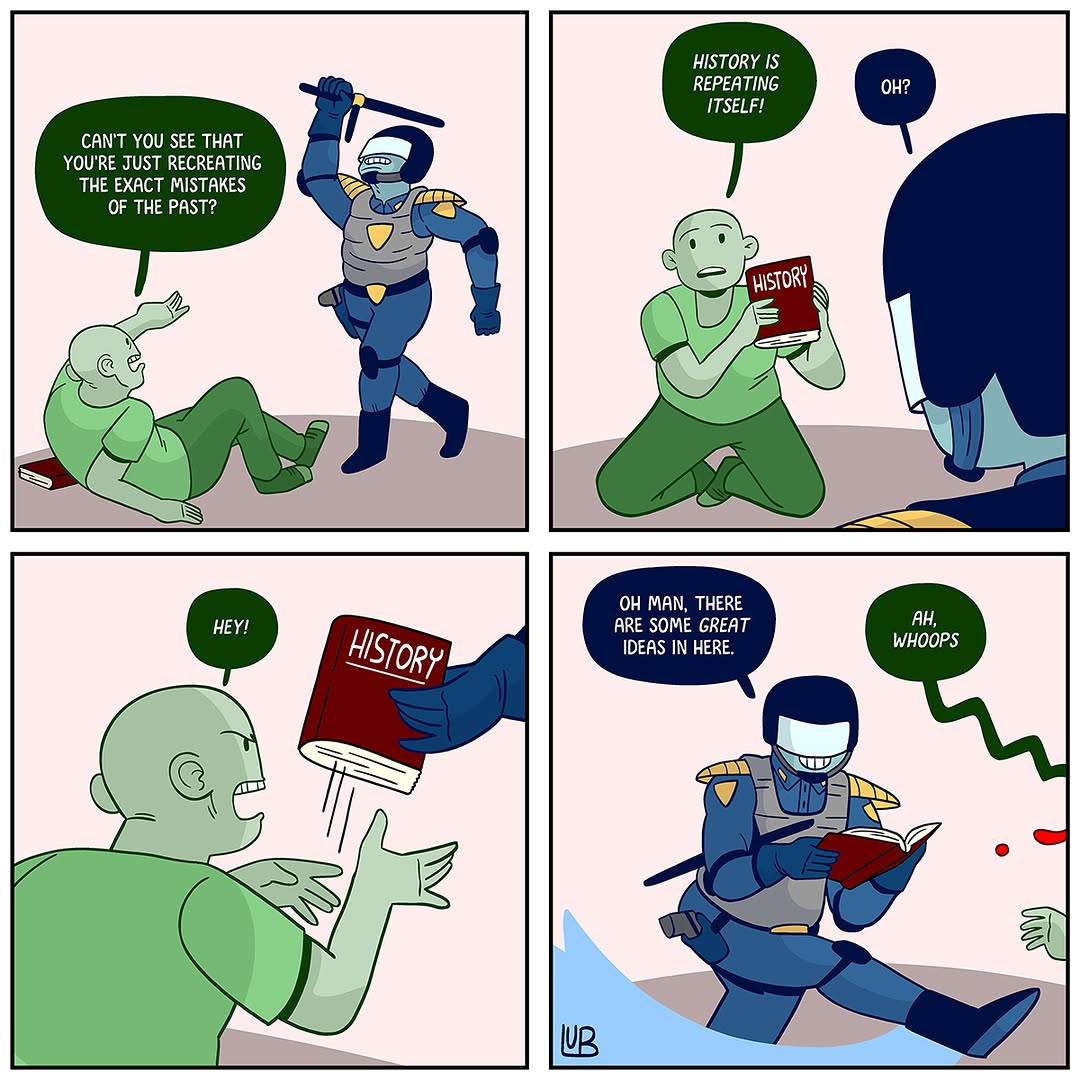 CAN'T YOU SEE THAT
YOU'RE JUST RECREATING
THE EXACT MISTAKES
OF THE PAST?
HISTORY IS
REPEATING
ITSELF!
OH?
HISTORY
HEY!
HISTORY
OH MAN, THERE
ARE SOME GREAT
IDEAS IN HERE.
AH,
WHOOPS
LUB